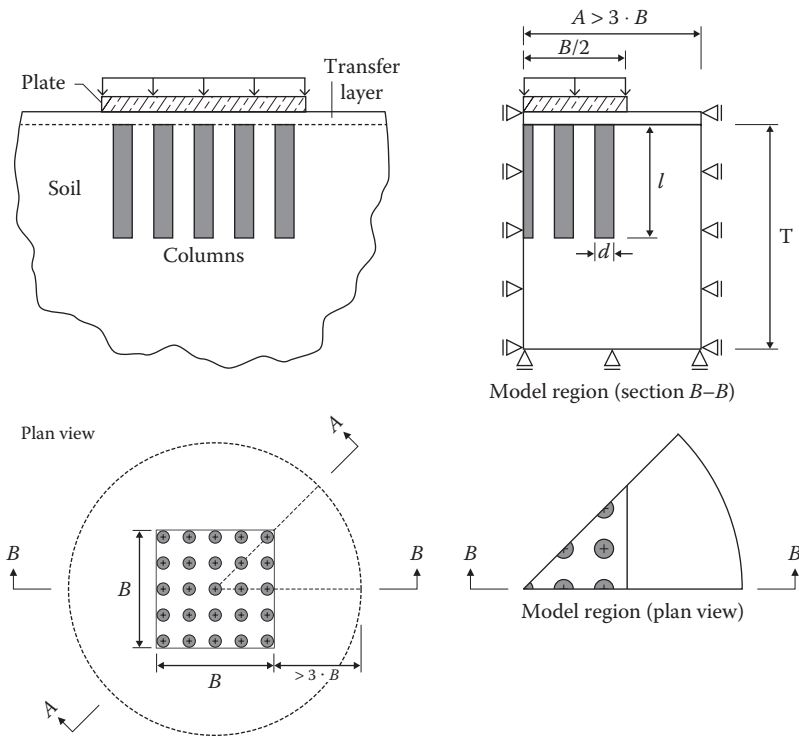 Plate
Transfer
layer
Soil
Columns
A > 3 · B
B/2
l
d
T
Model region (section B–B)
Plan view
A
B
B
B
B
> 3 · B
A
B
B
Model region (plan view)